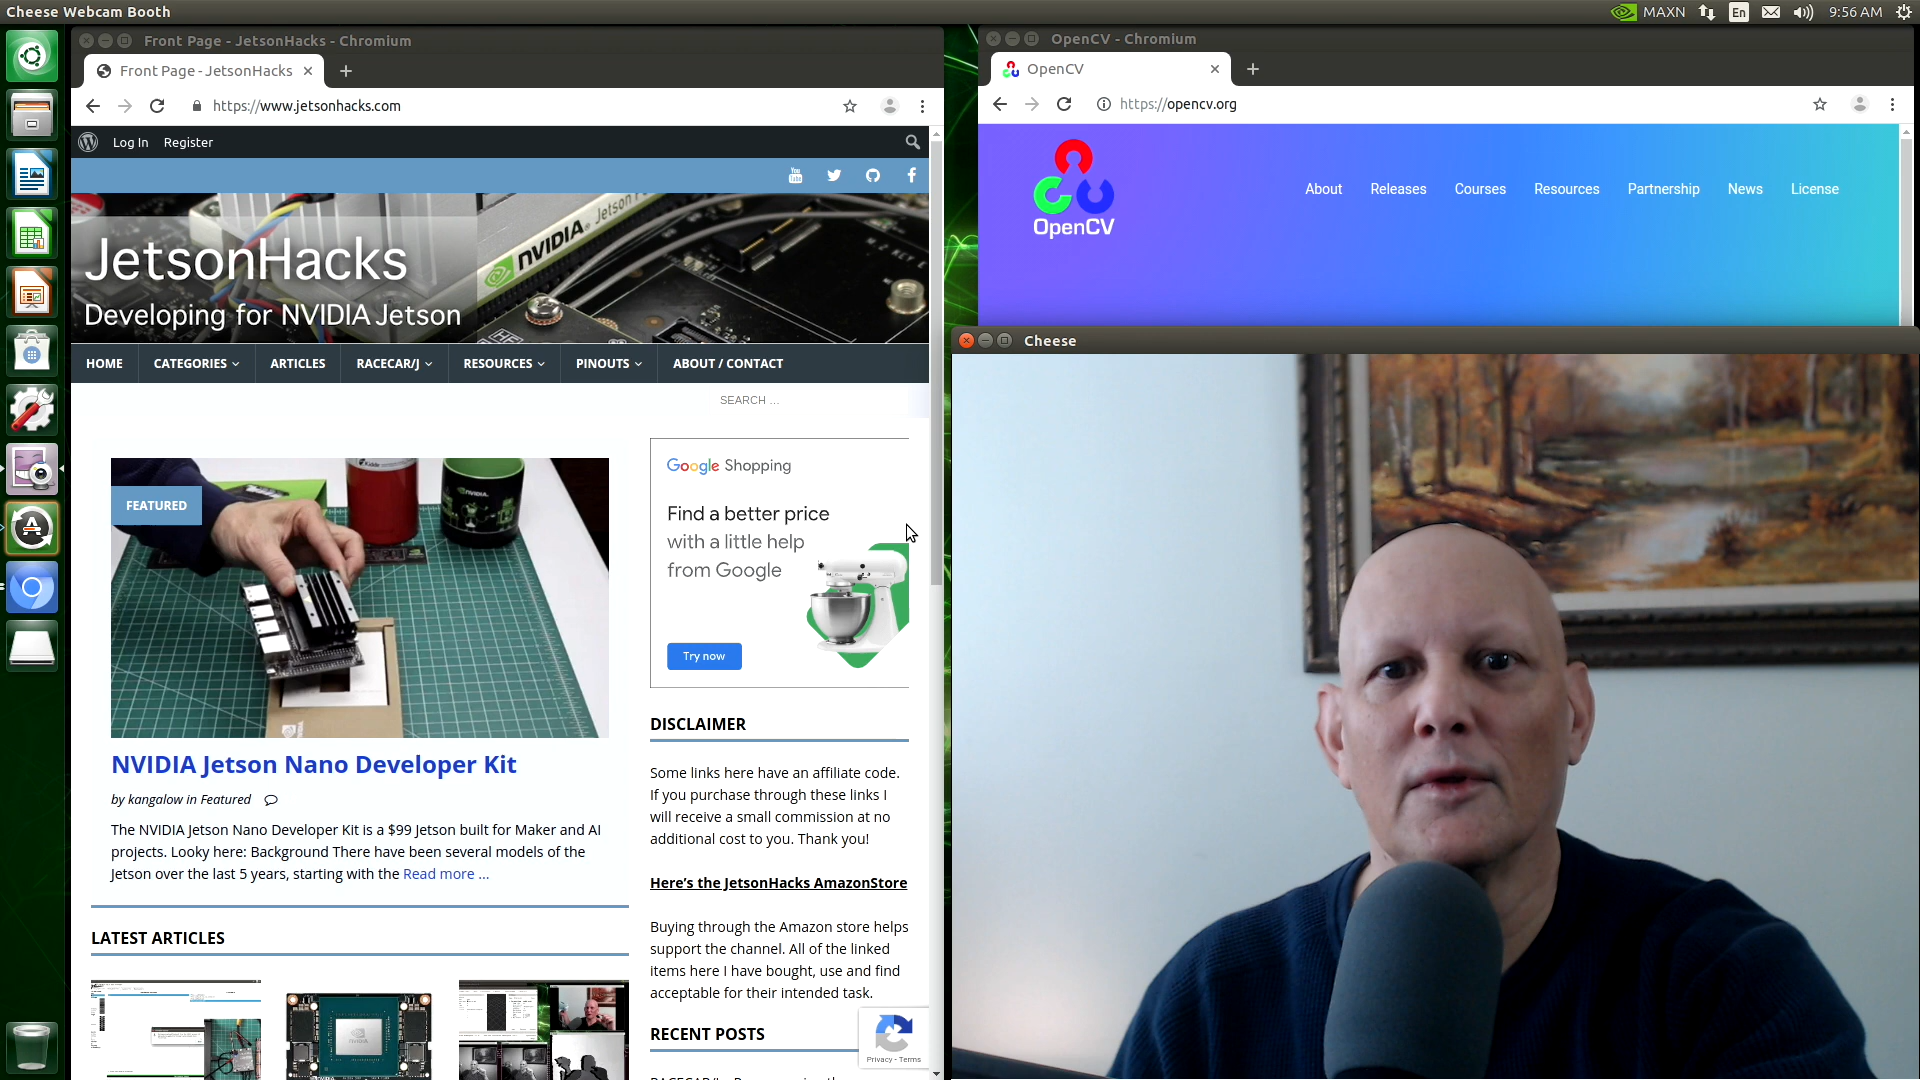 Cheese Webcam Booth
MAXN
En
9:56 AM
Front Page - JetsonHacks - Chromium
Front Page - JetsonHacks
https://www.jetsonhacks.com
Log In
Register
You
NVIDIA
Jetson
JetsonHacks
Developing for NVIDIA Jetson
HOME
CATEGORIES
ARTICLES
RACECAR/J
RESOURCES
PINOUTS
ABOUT / CONTACT
SEARCH …
FEATURED
NVIDIA Jetson Nano Developer Kit
by kangalow in Featured
The NVIDIA Jetson Nano Developer Kit is a $99 Jetson built for Maker and AI
projects. Looky here: Background There have been several models of the
Jetson over the last 5 years, starting with the Read more ...
LATEST ARTICLES
Google Shopping
Find a better price
with a little help
from Google
Try now
DISCLAIMER
Some links here have an affiliate code.
If you purchase through these links I
will receive a small commission at no
additional cost to you. Thank you!
Here’s the JetsonHacks AmazonStore
Buying through the Amazon store helps
support the channel. All of the linked
items here I have bought, use and find
acceptable for their intended task.
RECENT POSTS
Privacy - Terms
OpenCV - Chromium
OpenCV
https://opencv.org
OpenCV
About
Releases
Courses
Resources
Partnership
News
License
Cheese